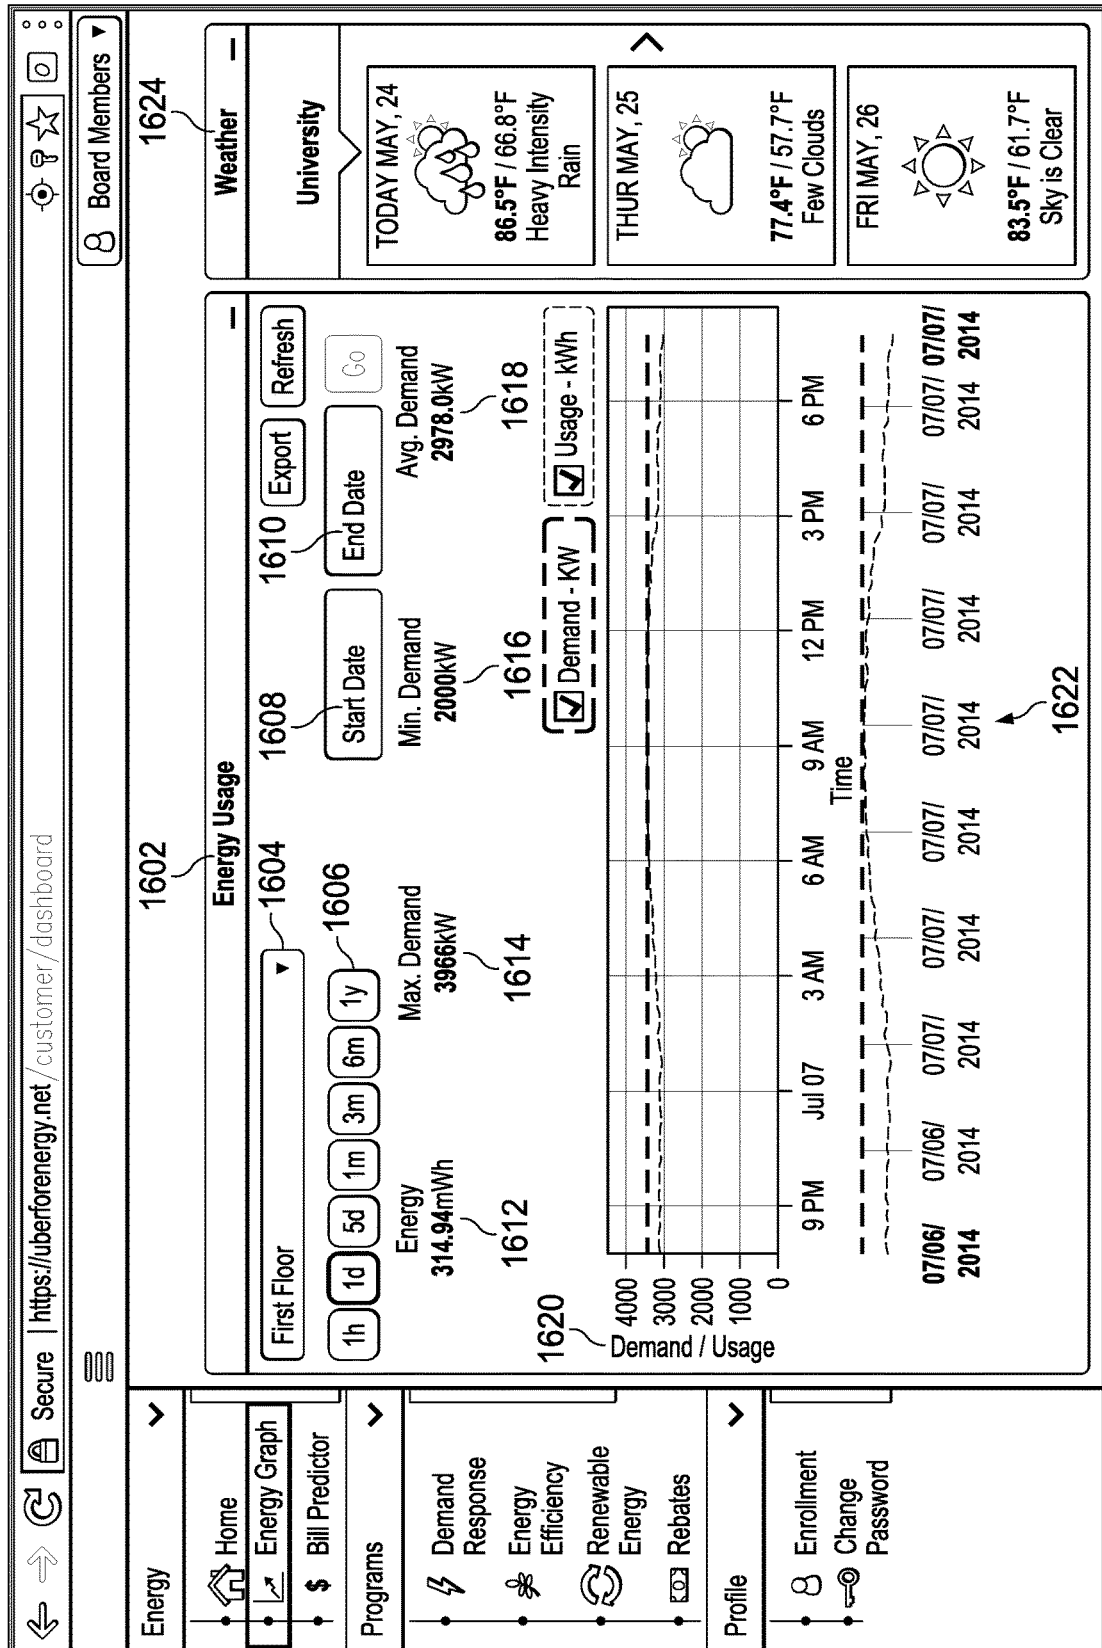 Secure | https://uberforenergy.net/customer/dashboard
Board Members ▼
Energy
Home
Energy Graph
$ Bill Predictor
Programs
Demand
Response
Energy
Efficiency
Renewable
Energy
Rebates
Profile
Enrollment
Change
Password
1602
Energy Usage
First Floor ▼
1604
1610
Export
Refresh
1h
1d
5d
1m
3m
6m
1y
1606
1608
Start Date
End Date
Go
Energy
314.94mWh
1612
Max. Demand
3966kW
1614
Min. Demand
2000kW
1616
Avg. Demand
2978.0kW
1618
Demand - KW
Usage - kWh
1620
Demand / Usage
4000
3000
2000
1000
0
9 PM
Jul 07
3 AM
6 AM
9 AM
12 PM
3 PM
6 PM
Time
07/06/
2014
07/06/
2014
07/07/
2014
07/07/
2014
07/07/
2014
07/07/
2014
07/07/
2014
07/07/
2014
07/07/
2014
07/07/
2014
1622
1624
Weather
University
TODAY MAY, 24
86.5°F / 66.8°F
Heavy Intensity
Rain
THUR MAY, 25
77.4°F / 57.7°F
Few Clouds
FRI MAY, 26
83.5°F / 61.7°F
Sky is Clear